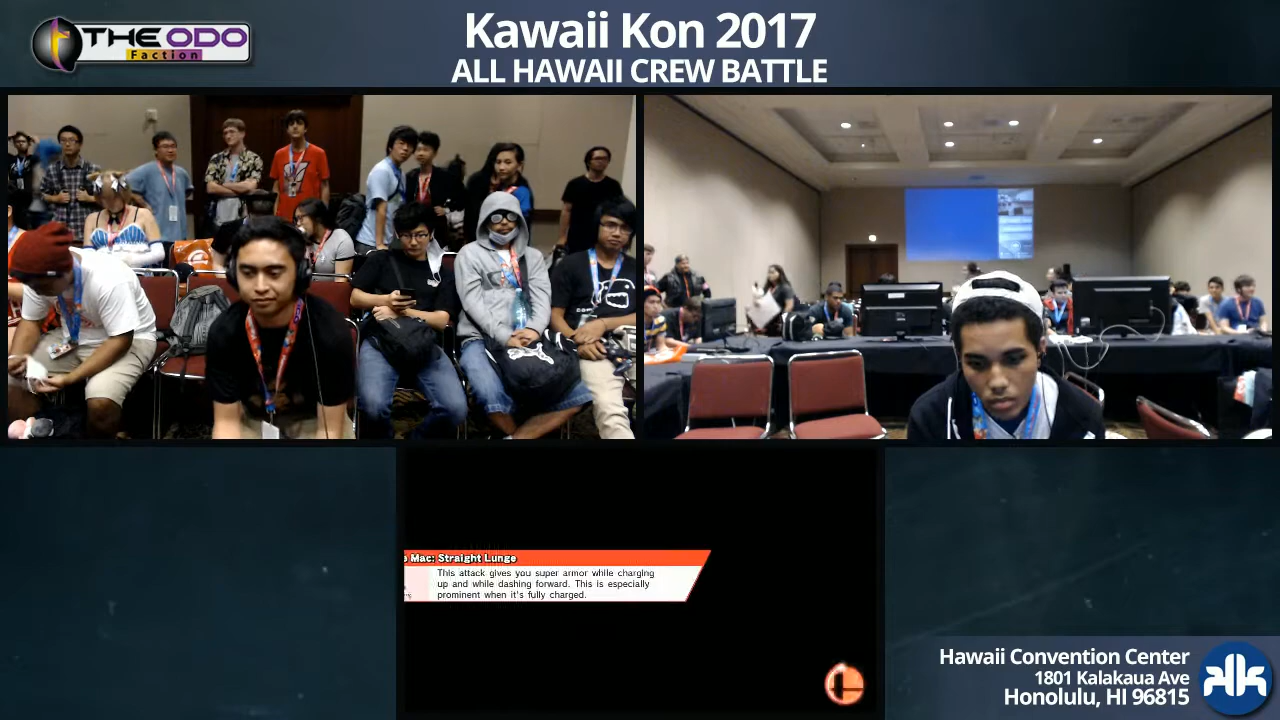 THE ODO
Faction
Kawaii Kon 2017
ALL HAWAII CREW BATTLE
Mac: Straight Lunge
This attack gives you super armor while charging
up and while dashing forward. This is especially
prominent when it's fully charged.
Hawaii Convention Center
1801 Kalakaua Ave
Honolulu, HI 96815